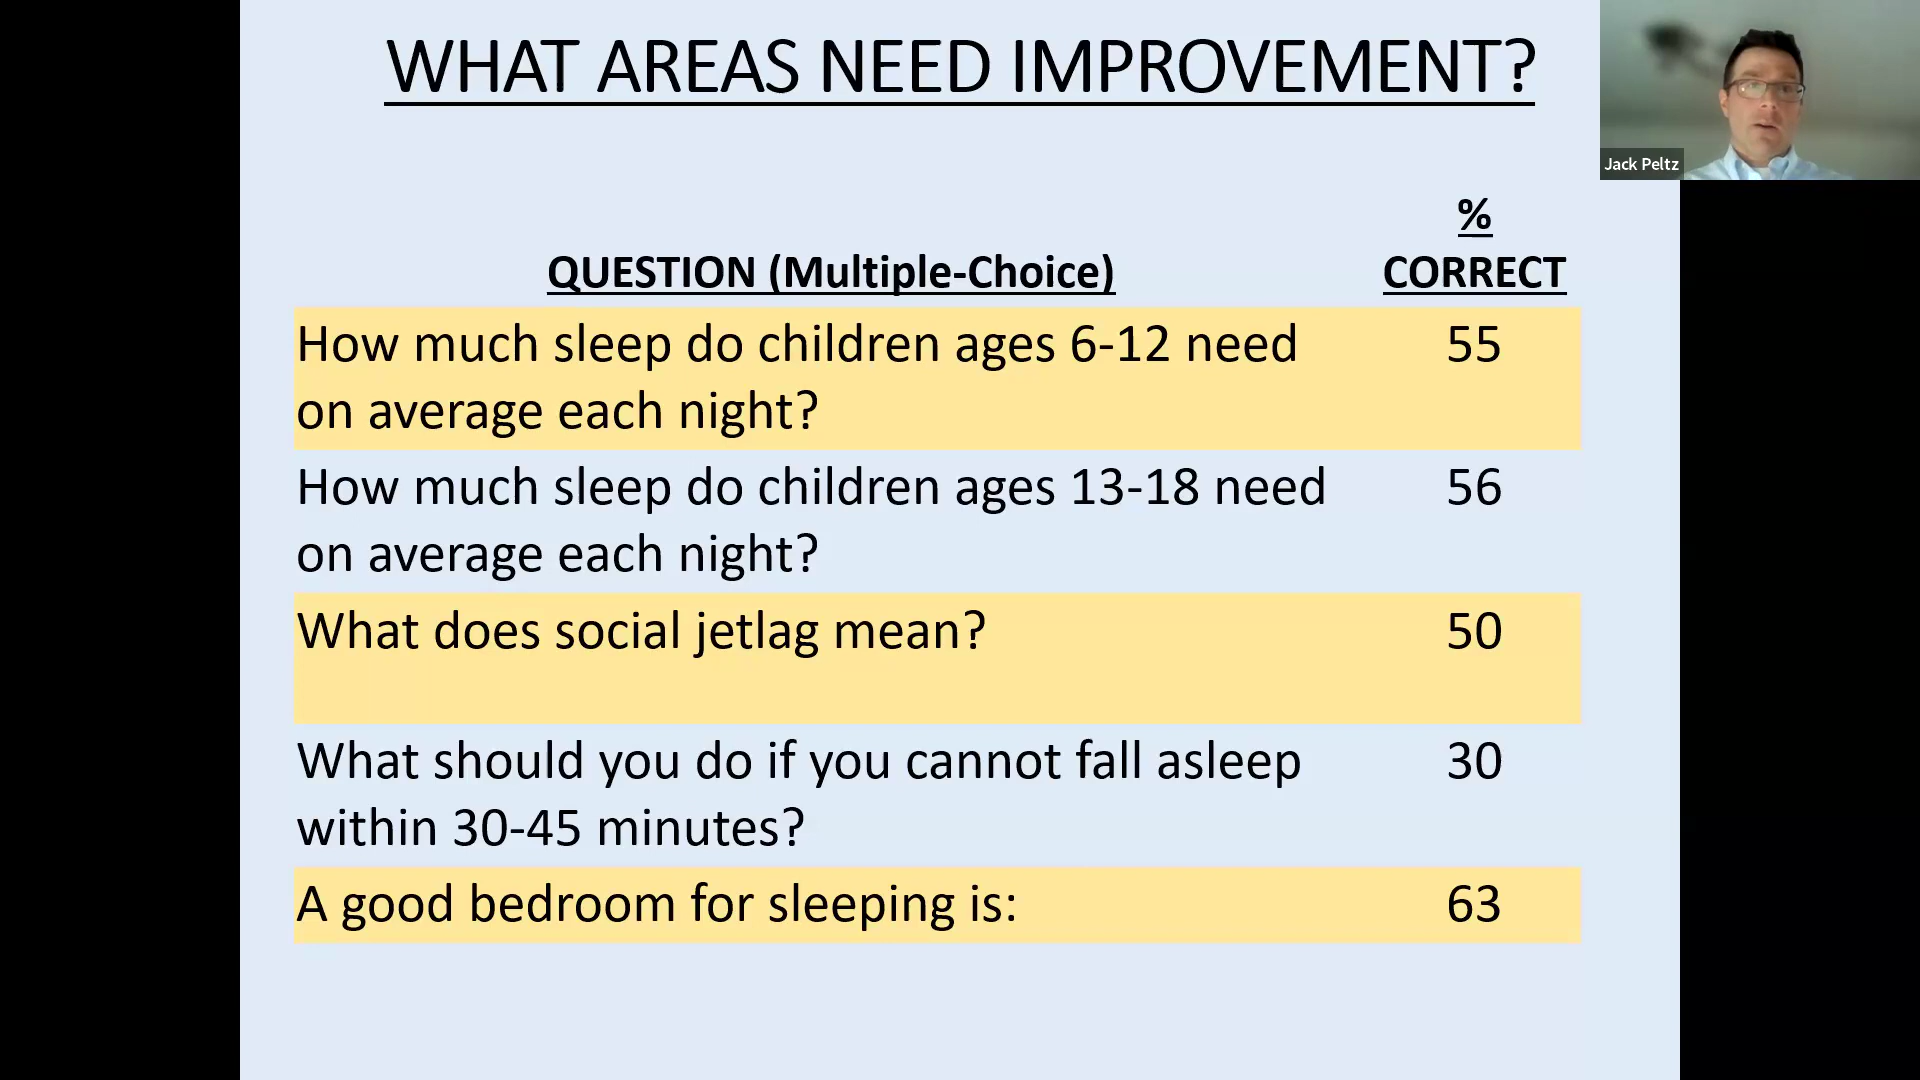 WHAT AREAS NEED IMPROVEMENT?
Jack Peltz
%
QUESTION (Multiple-Choice) CORRECT
How much sleep do children ages 6-12 need 55
on average each night?
How much sleep do children ages 13-18 need 56
on average each night?
What does social jetlag mean? 50
What should you do if you cannot fall asleep 30
within 30-45 minutes?
A good bedroom for sleeping is: 63